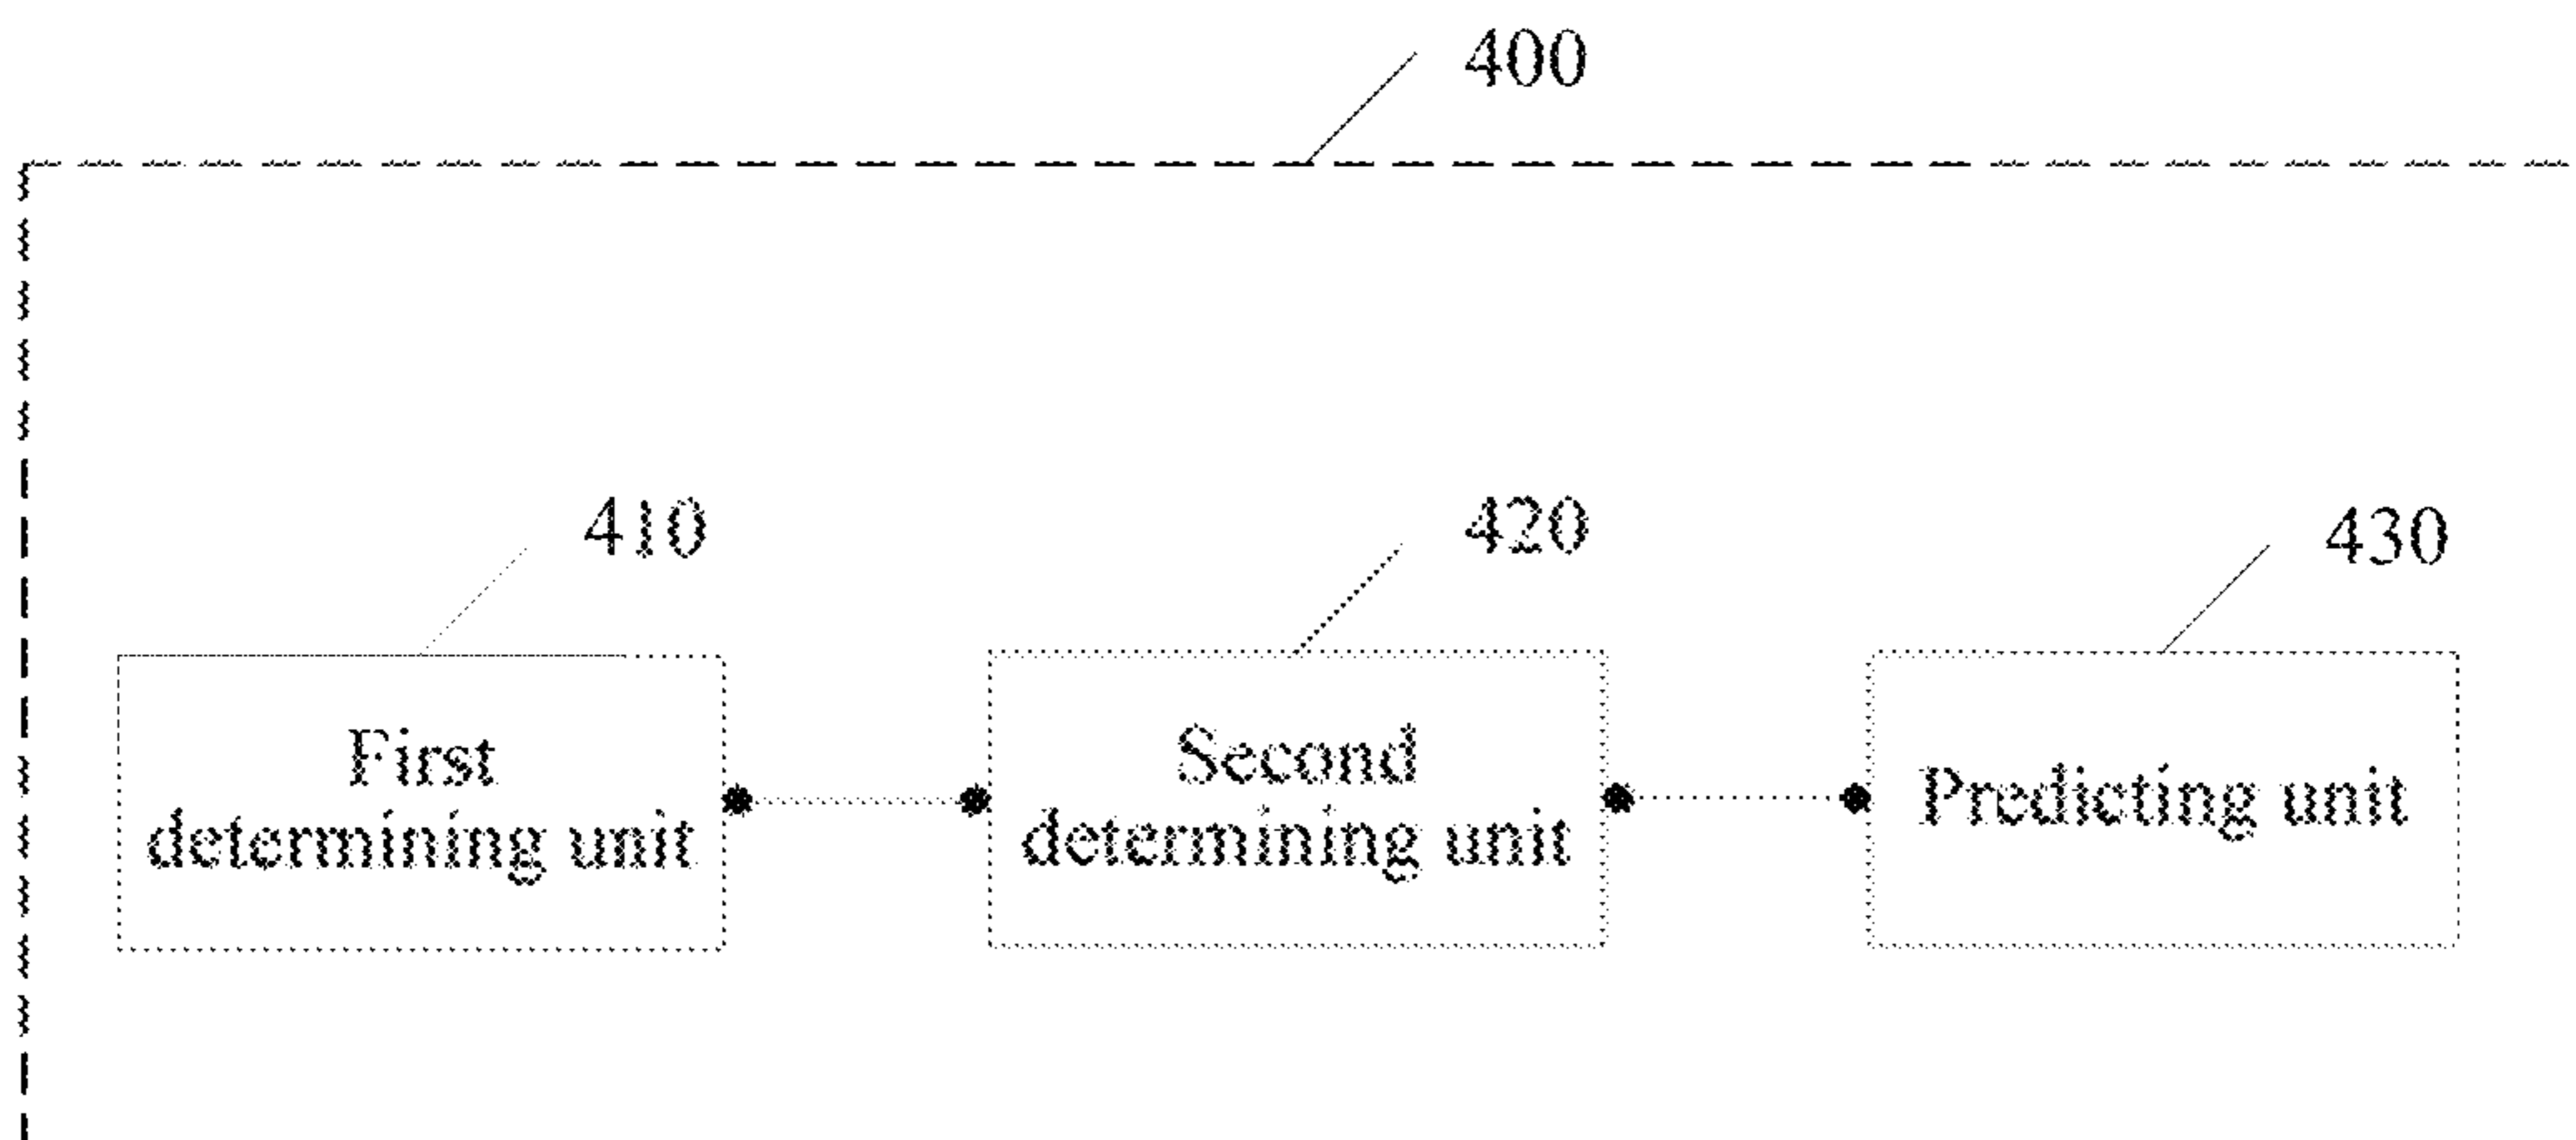 400
410
420
430
First
determining unit
Second
determining unit
Predicting unit